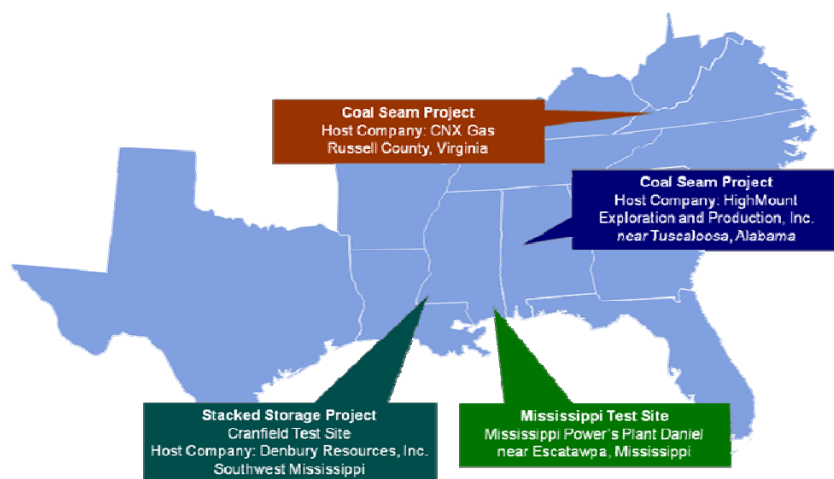 Coal Seam Project
Host Company: CNX Gas
Russell County, Virginia
Coal Seam Project
Host Company: HighMount
Exploration and Production, Inc.
near Tuscaloosa, Alabama
Stacked Storage Project
Cranfield Test Site
Host Company: Denbury Resources, Inc.
Southwest Mississippi
Mississippi Test Site
Mississippi Power's Plant Daniel
near Escatawpa, Mississippi